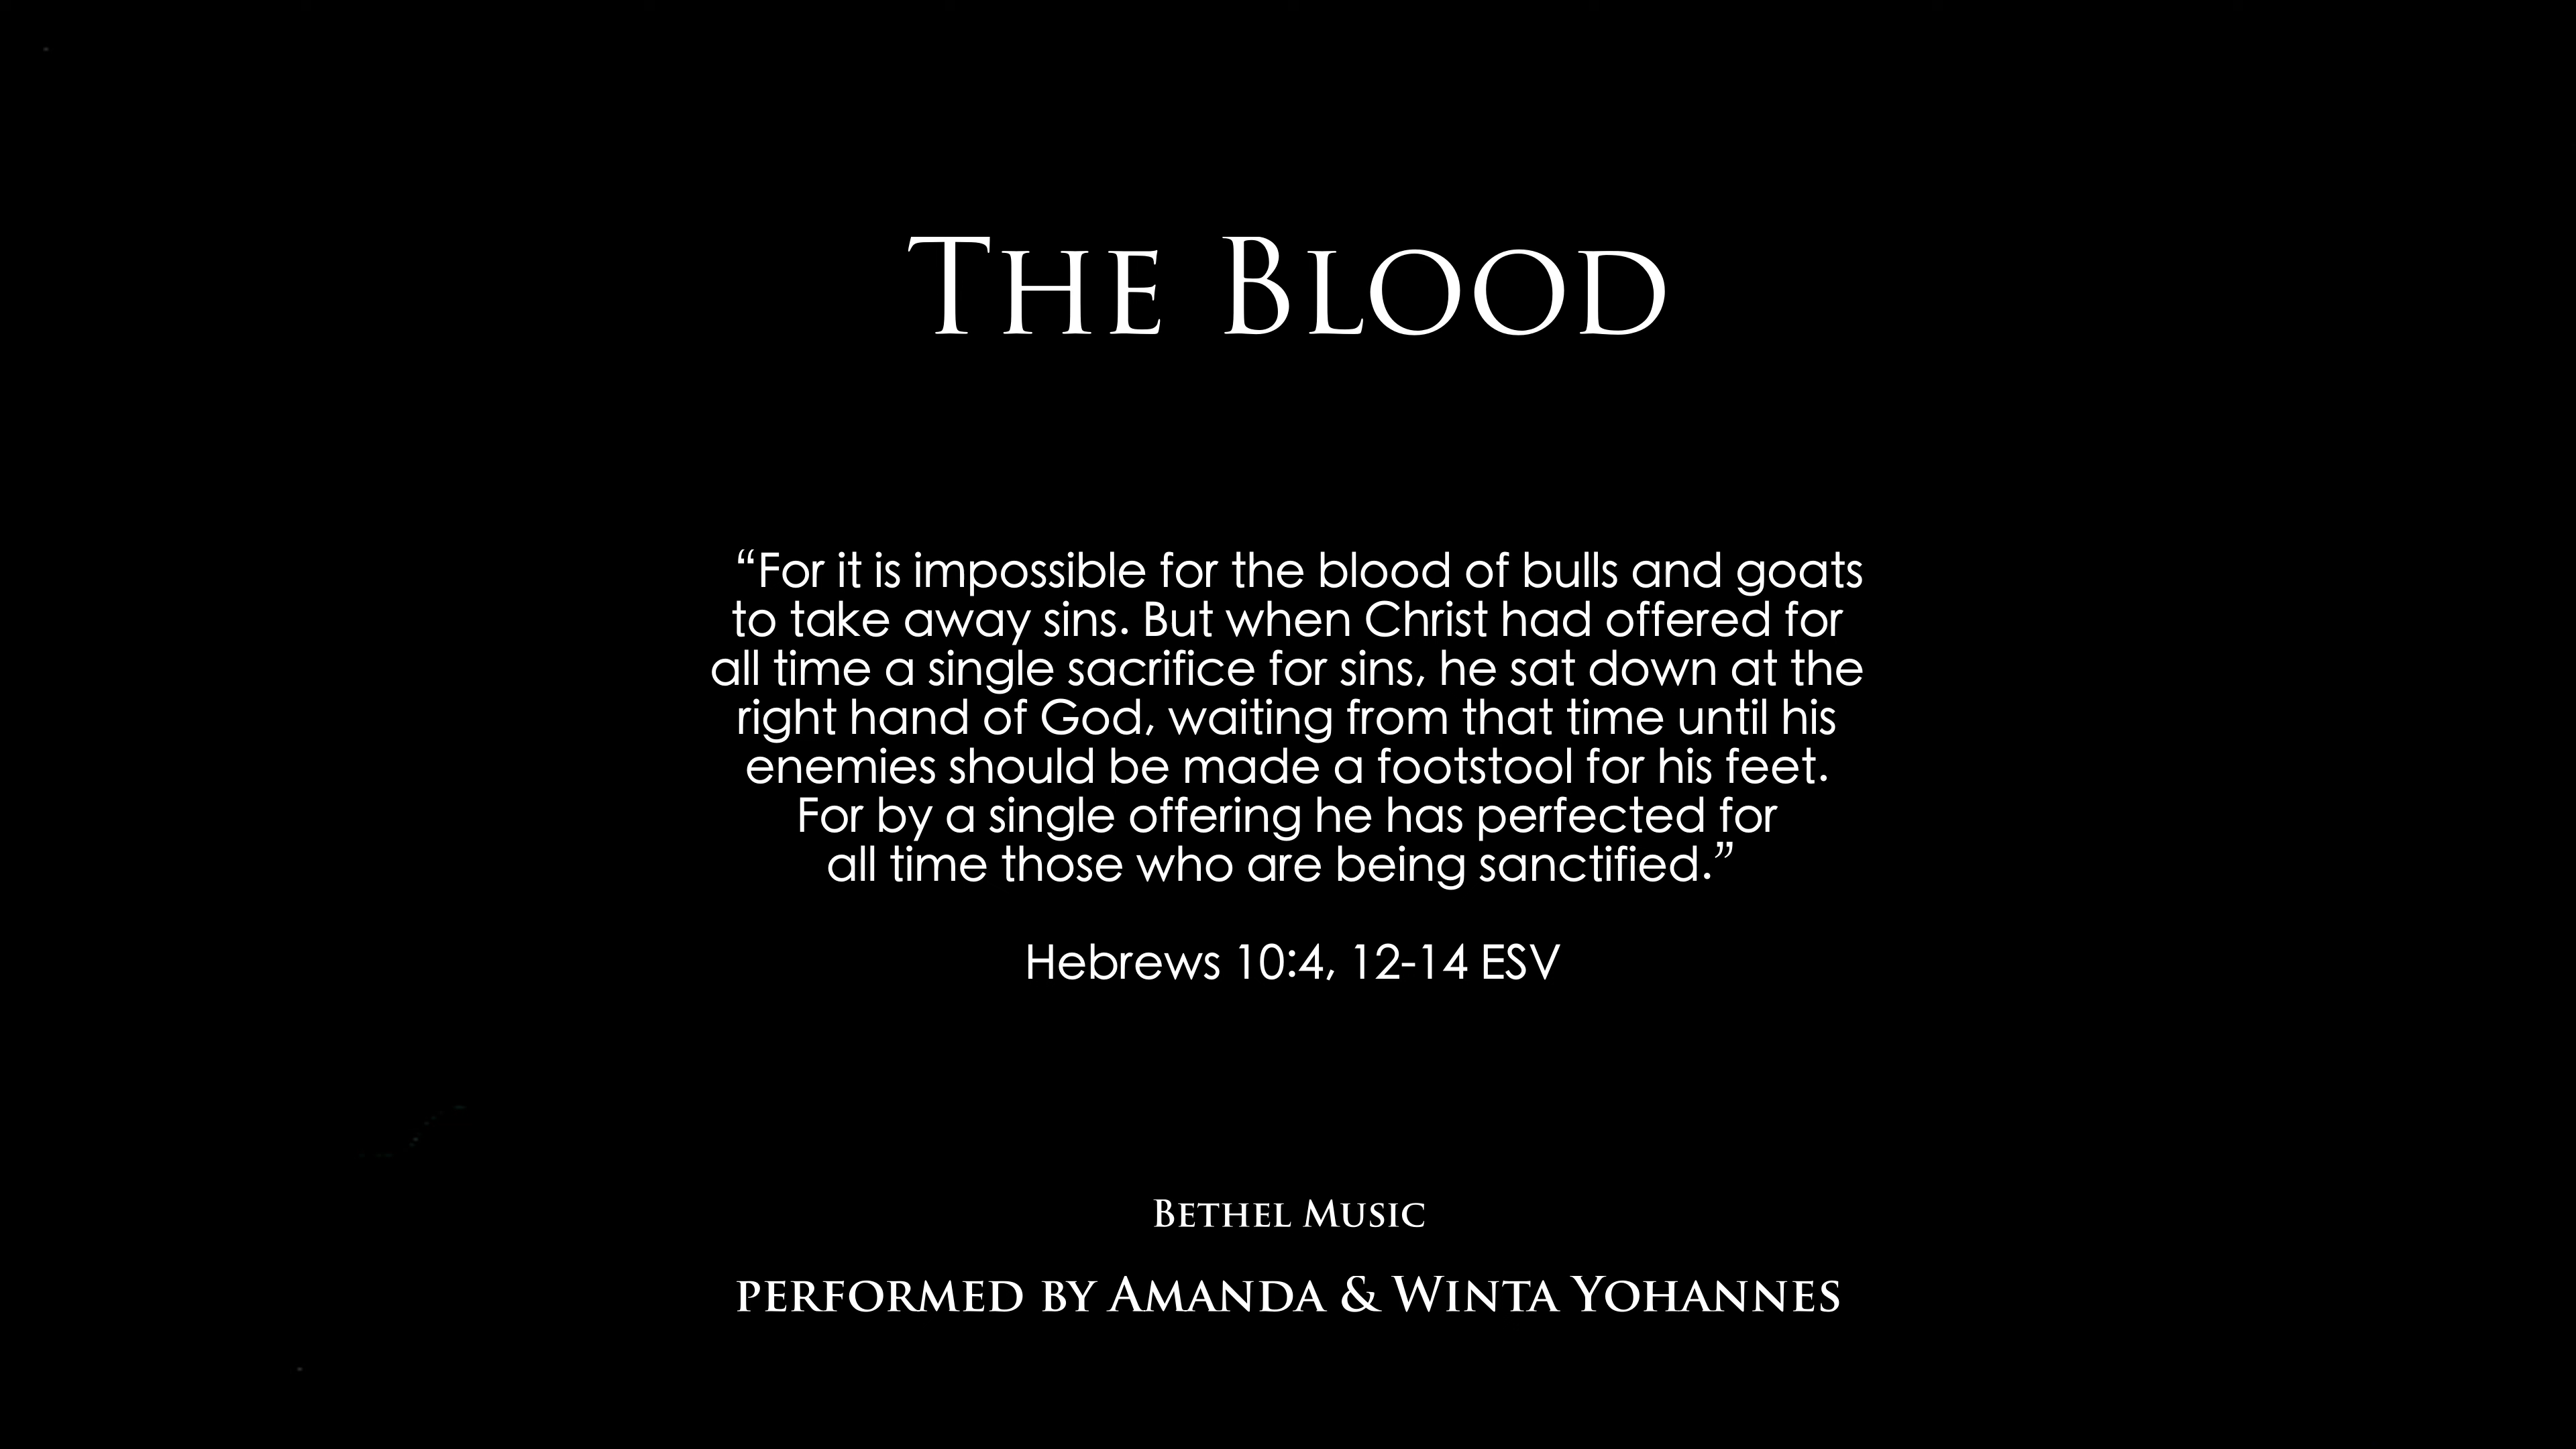 The Blood
“For it is impossible for the blood of bulls and goats
to take away sins. But when Christ had offered for
all time a single sacrifice for sins, he sat down at the
right hand of God, waiting from that time until his
enemies should be made a footstool for his feet.
For by a single offering he has perfected for
all time those who are being sanctified.”
Hebrews 10:4, 12-14 ESV
Bethel Music
performed by Amanda & Winta Yohannes